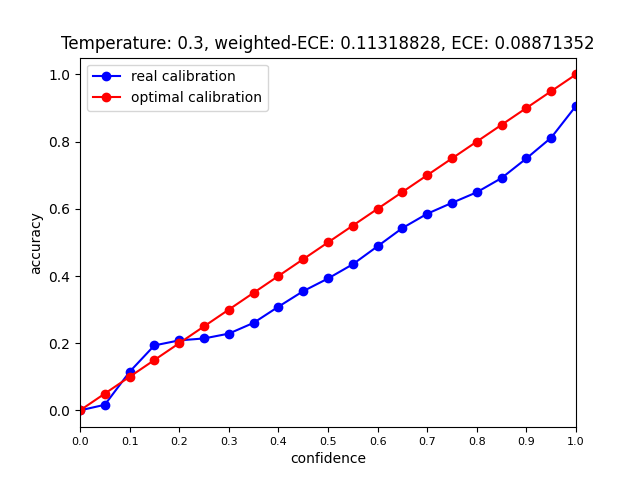 Temperature: 0.3, weighted-ECE: 0.11318828, ECE: 0.08871352
real calibration
optimal calibration
1.0
0.8
0.6
0.4
0.2
0.0
accuracy
0.0 0.1 0.2 0.3 0.4 0.5 0.6 0.7 0.8 0.9 1.0
confidence